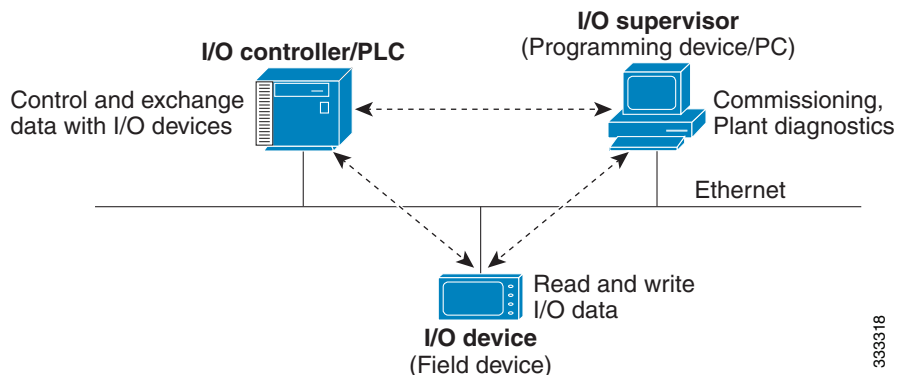 I/O supervisor
(Programming device/PC)
I/O controller/PLC
Control and exchange
data with I/O devices
Commissioning,
Plant diagnostics
Ethernet
Read and write
I/O data
I/O device
(Field device)
333318